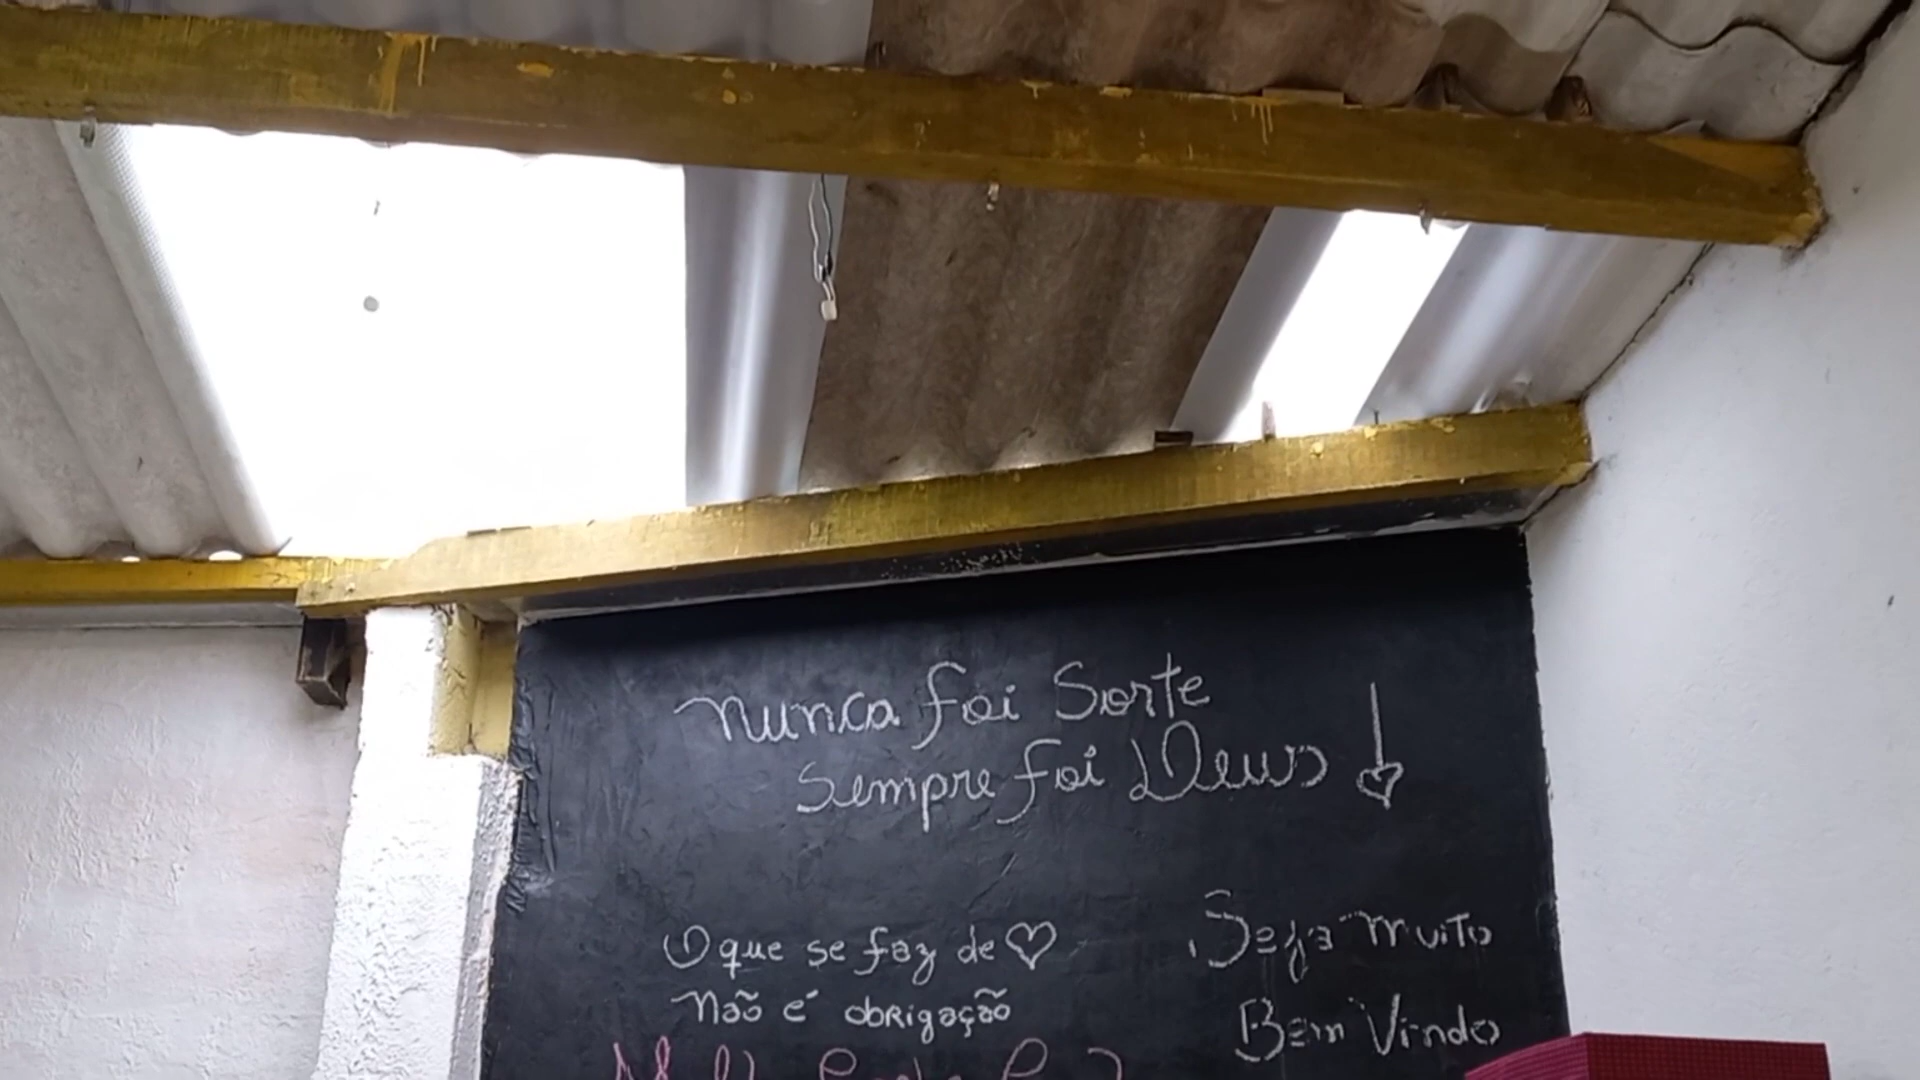 Nunca foi Sorte
Sempre foi Deus
O que se faz de ♡
Não é obrigação
Seja Muito
Bem Vindo